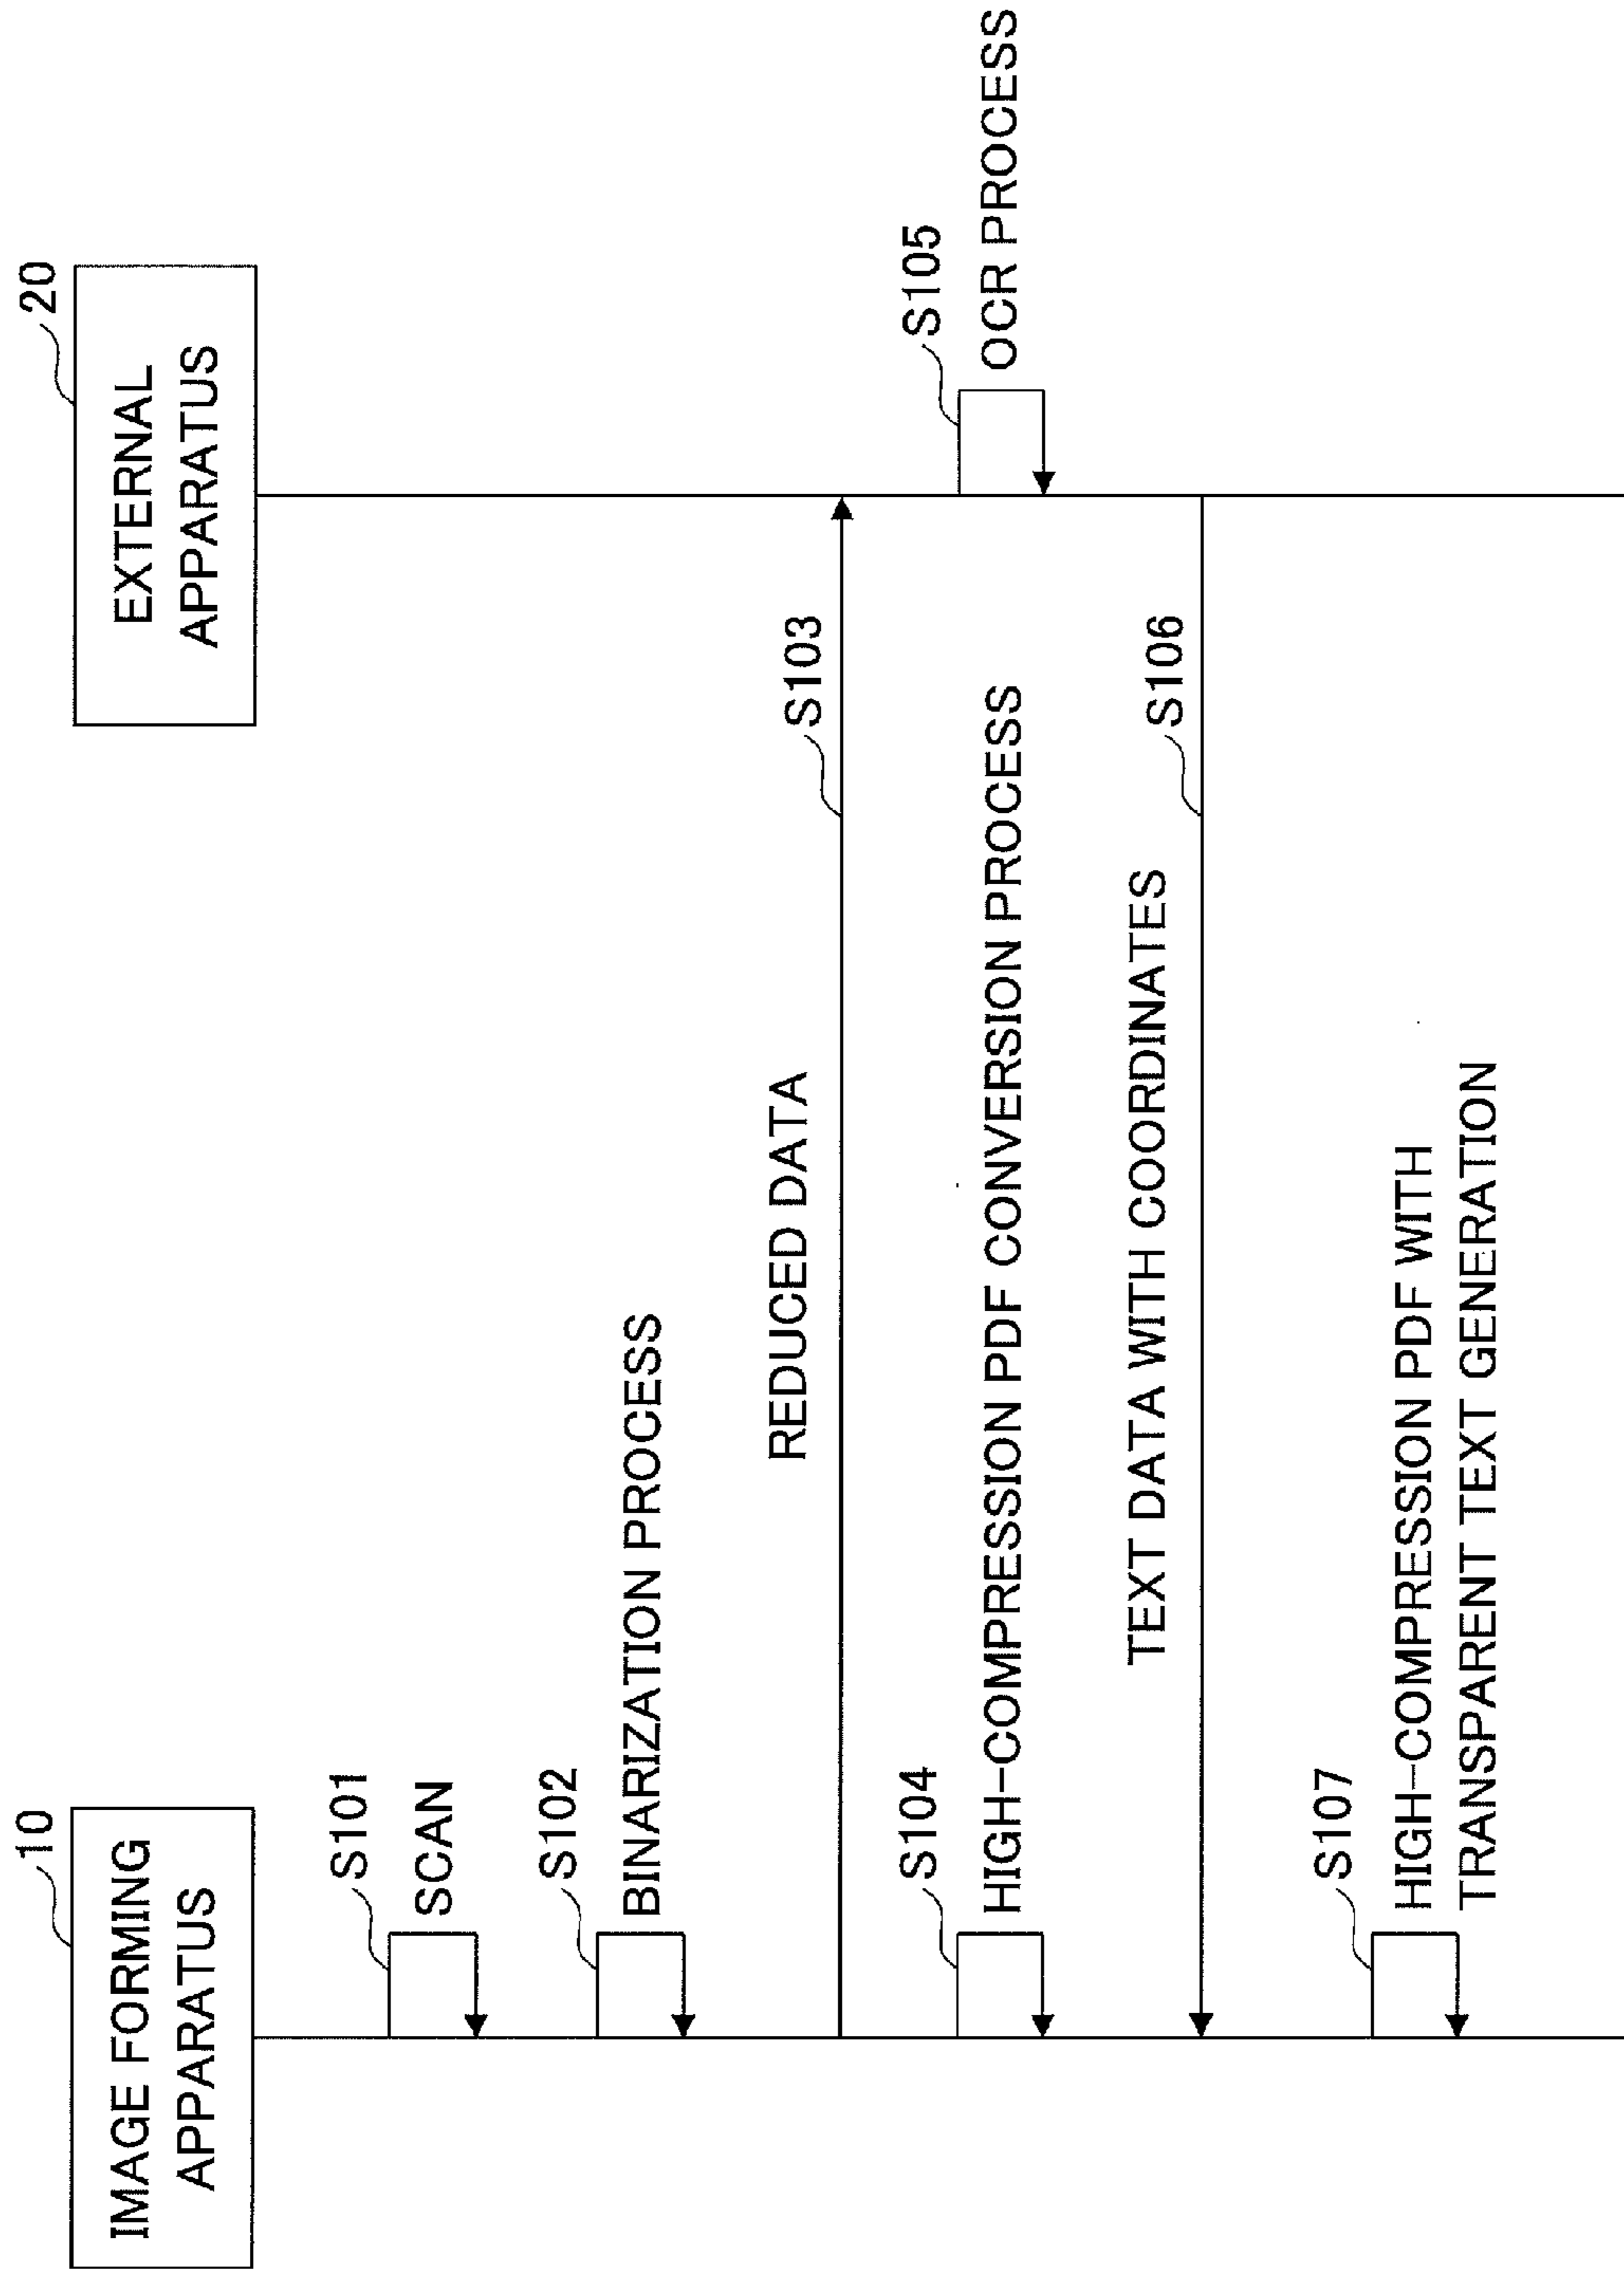 10
IMAGE FORMING
APPARATUS
20
EXTERNAL
APPARATUS
S101
SCAN
S102
BINARIZATION PROCESS
REDUCED DATA
S103
S104
HIGH-COMPRESSION PDF CONVERSION PROCESS
S105
OCR PROCESS
TEXT DATA WITH COORDINATES
S106
S107
HIGH-COMPRESSION PDF WITH
TRANSPARENT TEXT GENERATION